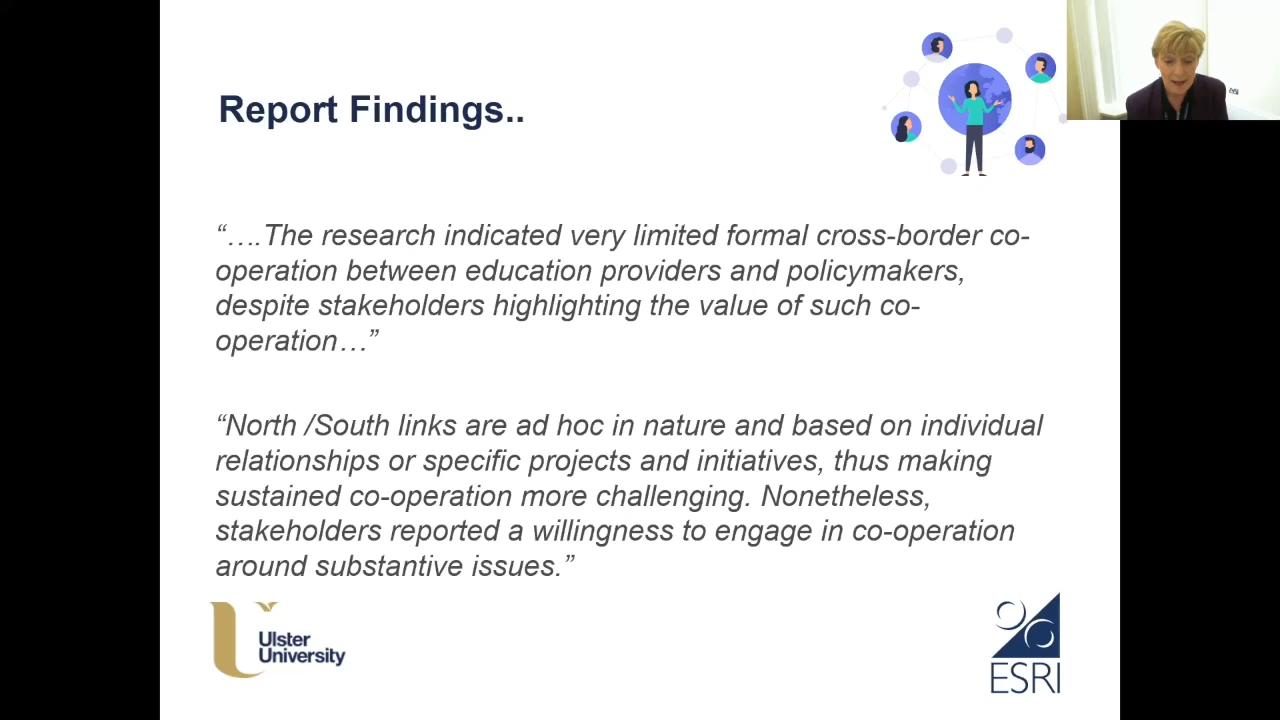 Report Findings..
“….The research indicated very limited formal cross-border co-
operation between education providers and policymakers,
despite stakeholders highlighting the value of such co-
operation…”
“North /South links are ad hoc in nature and based on individual
relationships or specific projects and initiatives, thus making
sustained co-operation more challenging. Nonetheless,
stakeholders reported a willingness to engage in co-operation
around substantive issues.”
Ulster
University
ESRI